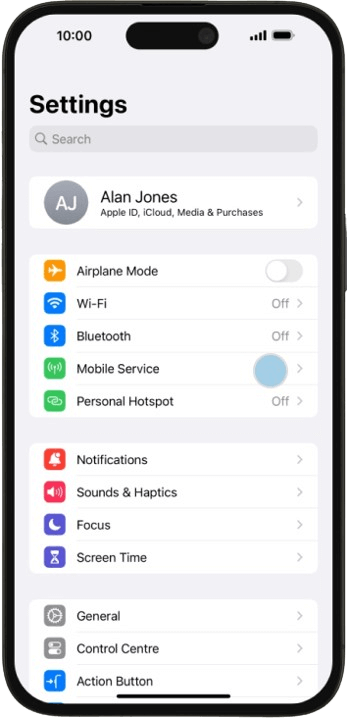 10:00
Settings
Search
AJ
Alan Jones
Apple ID, iCloud, Media & Purchases
Airplane Mode
Wi-Fi Off
Bluetooth Off
Mobile Service
Personal Hotspot Off
Notifications
Sounds & Haptics
Focus
Screen Time
General
Control Centre
Action Button